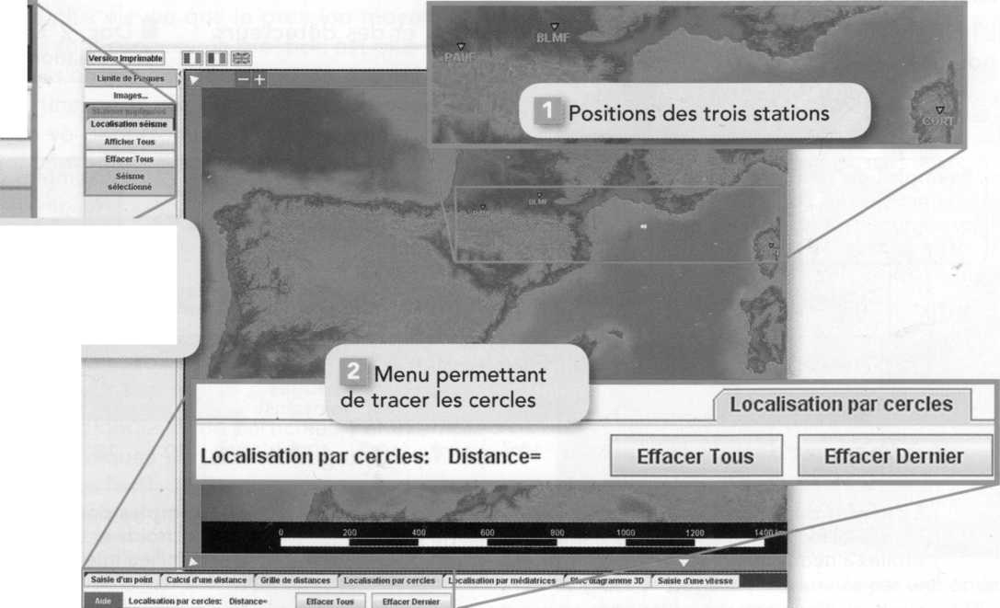 BLMF
PAUF
CORT
1 Positions des trois stations
Version Imprimable
Limite de Plaques
Images...
Localisation séisme
Afficher Tous
Effacer Tous
Séisme
sélectionné
BLMF
2 Menu permettant
de tracer les cercles
Localisation par cercles
Localisation par cercles: Distance= Effacer Tous Effacer Dernier
0 200 400 600 800 1000 1200 1400 km
Saisie d'un point Calcul d'une distance Grille de distances Localisation par cercles Localisation par médiatrices Bloc diagramme 3D Saisie d'une vitesse
Aide Localisation par cercles: Distance= Effacer Tous Effacer Dernier